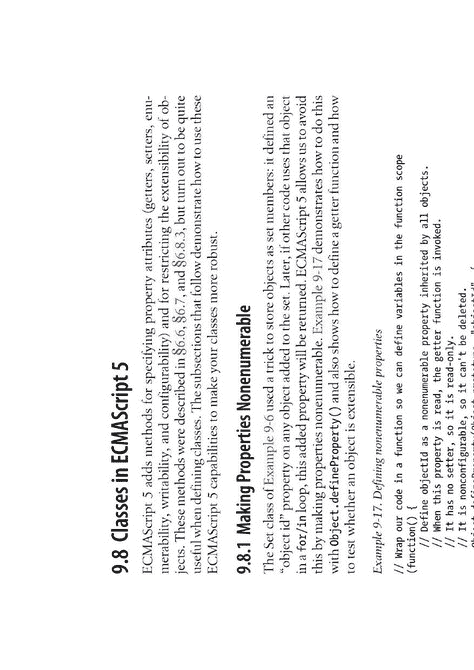 9.8 Classes in ECMAScript 5
ECMAScript 5 adds methods for specifying property attributes (getters, setters, enu-
merability, writability, and configurability) and for restricting the extensibility of ob-
jects. These methods were described in §6.6, §6.7, and §6.8.3, but turn out to be quite
useful when defining classes. The subsections that follow demonstrate how to use these
ECMAScript 5 capabilities to make your classes more robust.
9.8.1 Making Properties Nonenumerable
The Set class of Example 9-6 used a trick to store objects as set members: it defined an
“object id” property on any object added to the set. Later, if other code uses that object
in a for/in loop, this added property will be returned. ECMAScript 5 allows us to avoid
this by making properties nonenumerable. Example 9-17 demonstrates how to do this
with Object.defineProperty() and also shows how to define a getter function and how
to test whether an object is extensible.
Example 9-17. Defining nonenumerable properties
// Wrap our code in a function so we can define variables in the function scope
(function() {
// Define objectId as a nonenumerable property inherited by all objects.
// When this property is read, the getter function is invoked.
// It has no setter, so it is read-only.
// It is nonconfigurable, so it can't be deleted.